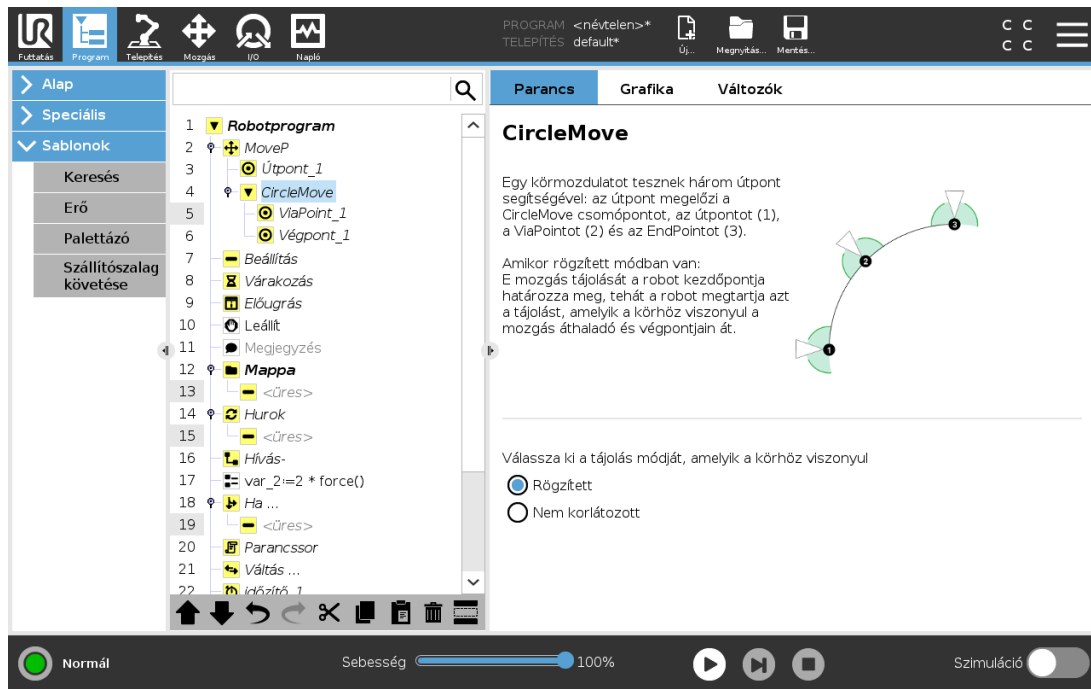 UR
Futtatás
Program
Telepítés
Mozgás
I/O
Napló
PROGRAM <névtelen>*
TELEPÍTÉS default*
Új...
Megnyitás...
Mentés...
C C
C C
Alap
Speciális
Sablonok
Keresés
Erő
Palettázó
Szállítószalag
követése
1 Robotprogram
2 MoveP
3 Útpont_1
4 CircleMove
5 ViaPoint_1
6 Végpont_1
7 Beállítás
8 Várakozás
9 Előugrás
10 Leállít
11 Megjegyzés
12 Mappa
13 <üres>
14 Hurok
15 <üres>
16 Hívás-
17 var_2:=2 * force()
18 Ha ...
19 <üres>
20 Parancssor
21 Váltás ...
22 időzítő_1
Parancs
Grafika
Változók
CircleMove
Egy körmozdulatot tesznek három útpont
segítségével: az útpont megelőzi a
CircleMove csomópontot, az útpontot (1),
a ViaPointot (2) és az EndPointot (3).
Amikor rögzített módban van:
E mozgás tájolását a robot kezdőpontja
határozza meg, tehát a robot megtartja azt
a tájolást, amelyik a körhöz viszonyul a
mozgás áthaladó és végpontjain át.
3
2
1
Válassza ki a tájolás módját, amelyik a körhöz viszonyul
Rögzített
Nem korlátozott
Normál
Sebesség
100%
Szimuláció